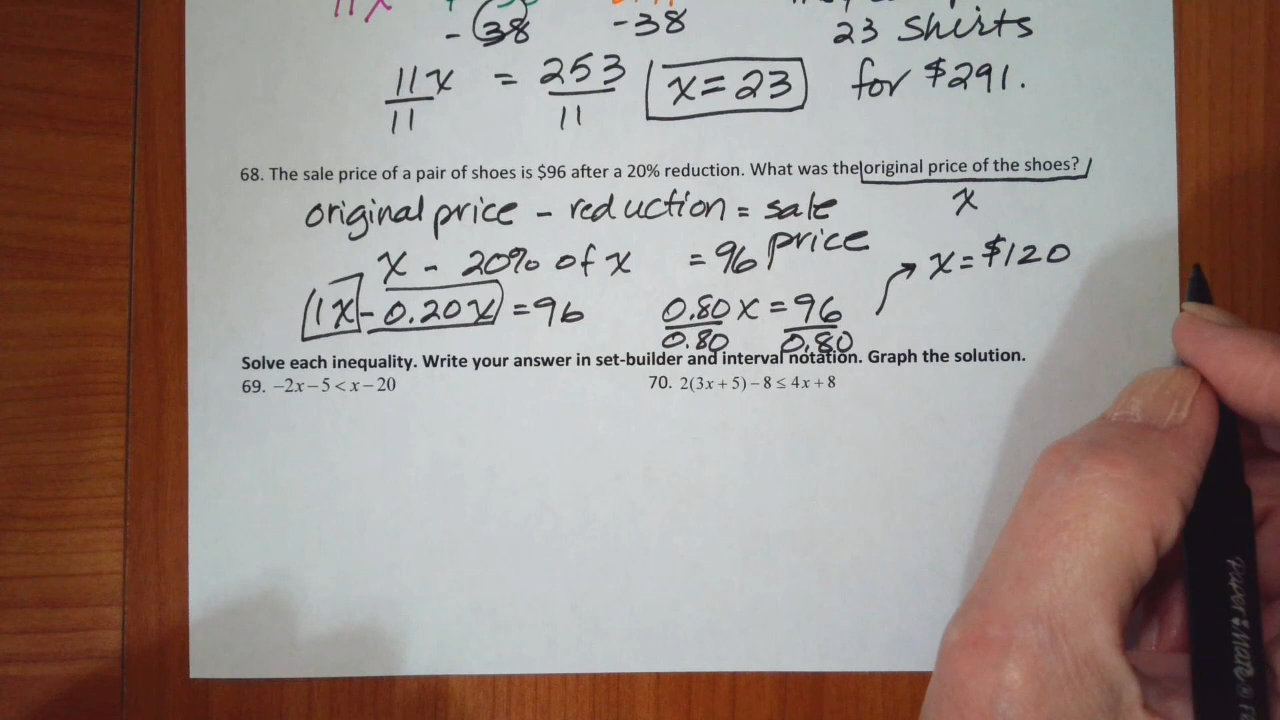 11x
-38 -38
23 shirts
11x = 253 x=23 for $291.
11 11
68. The sale price of a pair of shoes is $96 after a 20% reduction. What was the original price of the shoes?
original price - reduction = sale price
x
x - 20% of x = 96
x = $120
(1x - 0.20x) = 96 0.80x = 96
0.80 0.80
Solve each inequality. Write your answer in set-builder and interval notation. Graph the solution.
69. −2x−5<x−20 70. 2(3x+5)−8≤4x+8